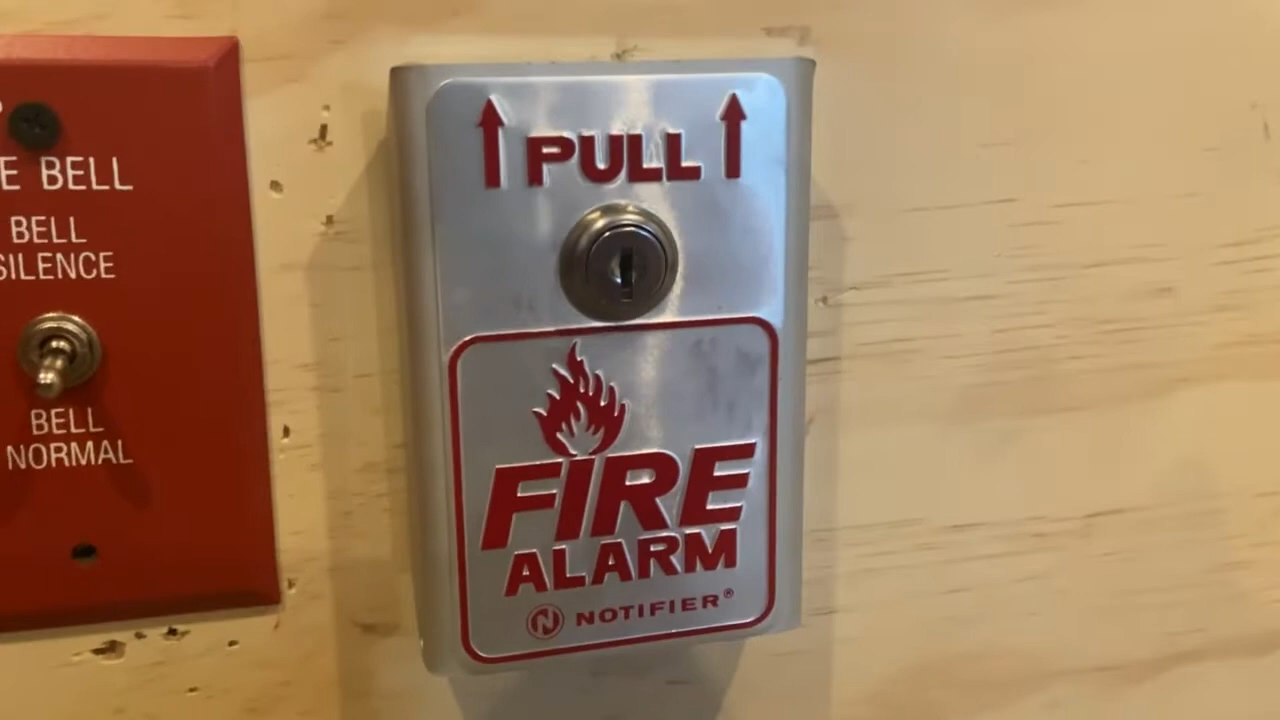 E BELL
BELL
SILENCE
BELL
NORMAL
PULL
FIRE
ALARM
N NOTIFIER®